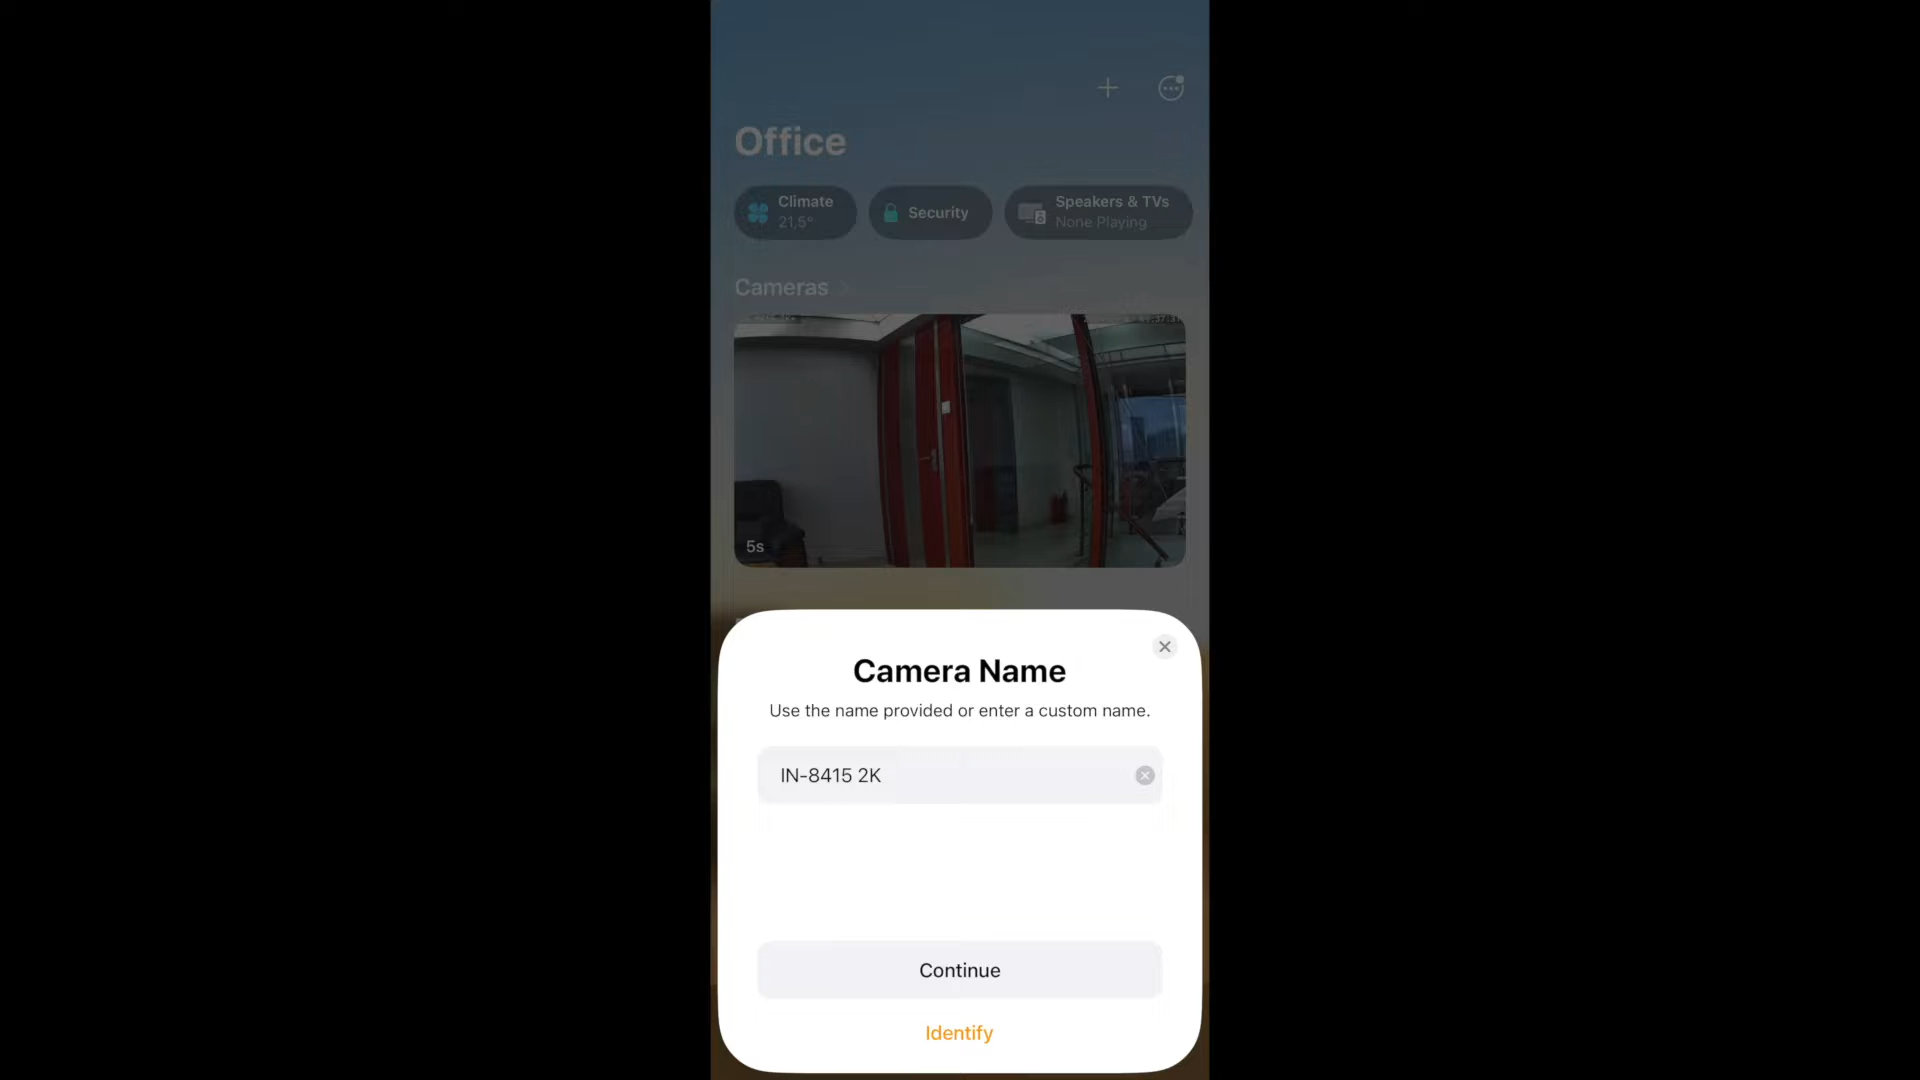 Office
Climate
21,5°
Security
Speakers & TVs
None Playing
Cameras
5s
Camera Name
Use the name provided or enter a custom name.
IN-8415 2K
Continue
Identify